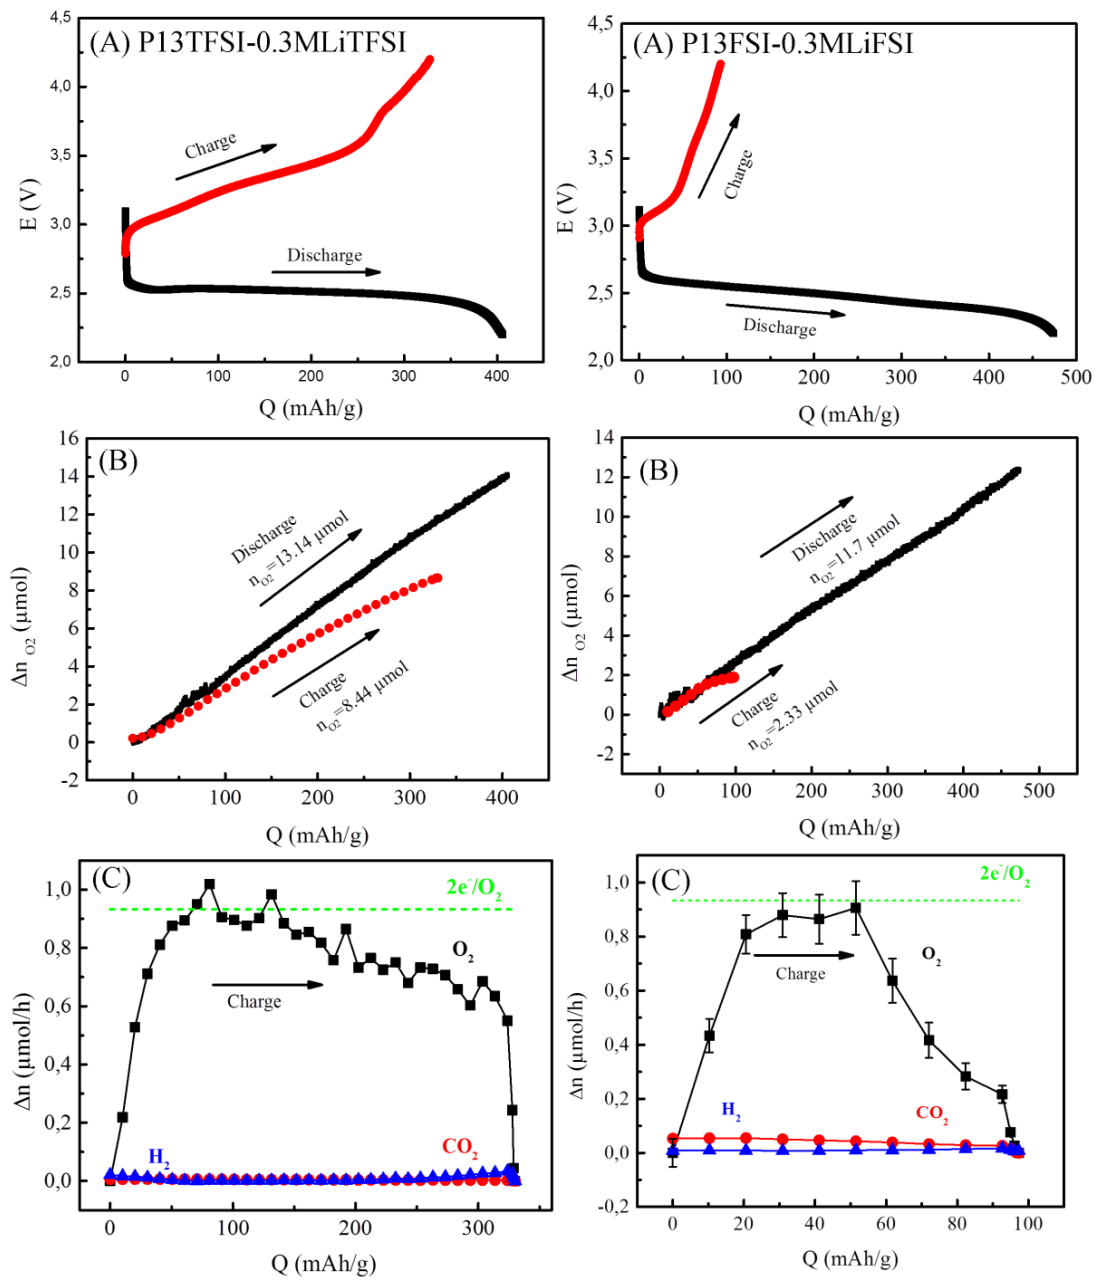 (A) P13TFSI-0.3MLiTFSI
4,5
4,0
3,5
3,0
2,5
2,0
E (V)
Charge
Discharge
0
100
200
300
400
Q (mAh/g)
(A) P13FSI-0.3MLiFSI
4,5
4,0
3,5
3,0
2,5
2,0
E (V)
Charge
Discharge
0
100
200
300
400
500
Q (mAh/g)
(B)
16
14
12
10
8
6
4
2
0
-2
Δn O2 (μmol)
Discharge
nO2=13.14 μmol
Charge
nO2=8.44 μmol
0
100
200
300
400
Q (mAh/g)
(B)
14
12
10
8
6
4
2
0
-2
Δn O2 (μmol)
Discharge
nO2=11.7 μmol
Charge
nO2=2.33 μmol
0
100
200
300
400
500
Q (mAh/g)
(C)
1,0
0,8
0,6
0,4
0,2
0,0
Δn (μmol/h)
2e-/O2
O2
Charge
H2
CO2
0
100
200
300
Q (mAh/g)
(C)
1,0
0,8
0,6
0,4
0,2
0,0
-0,2
Δn (μmol/h)
2e-/O2
O2
Charge
H2
CO2
0
20
40
60
80
100
Q (mAh/g)